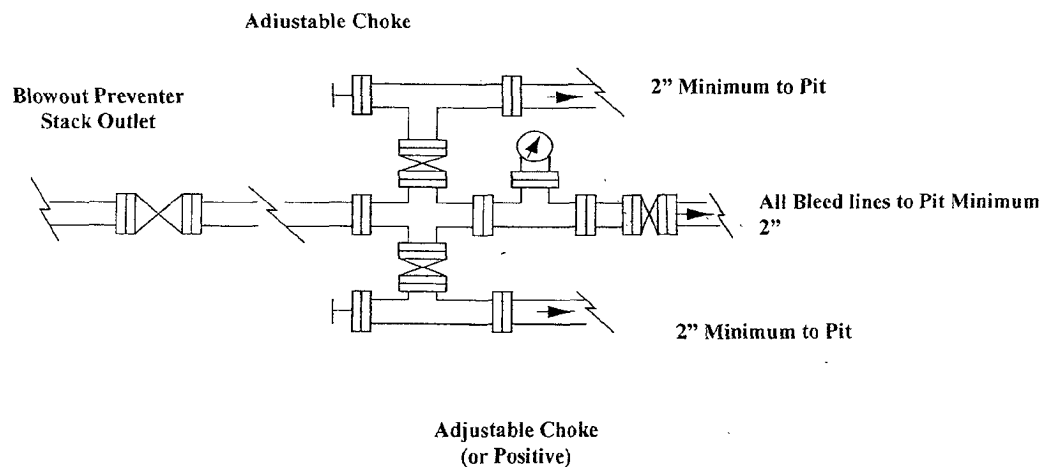 Adiustable Choke
Blowout Preventer
Stack Outlet
2" Minimum to Pit
All Bleed lines to Pit Minimum
2"
2" Minimum to Pit
Adjustable Choke
(or Positive)